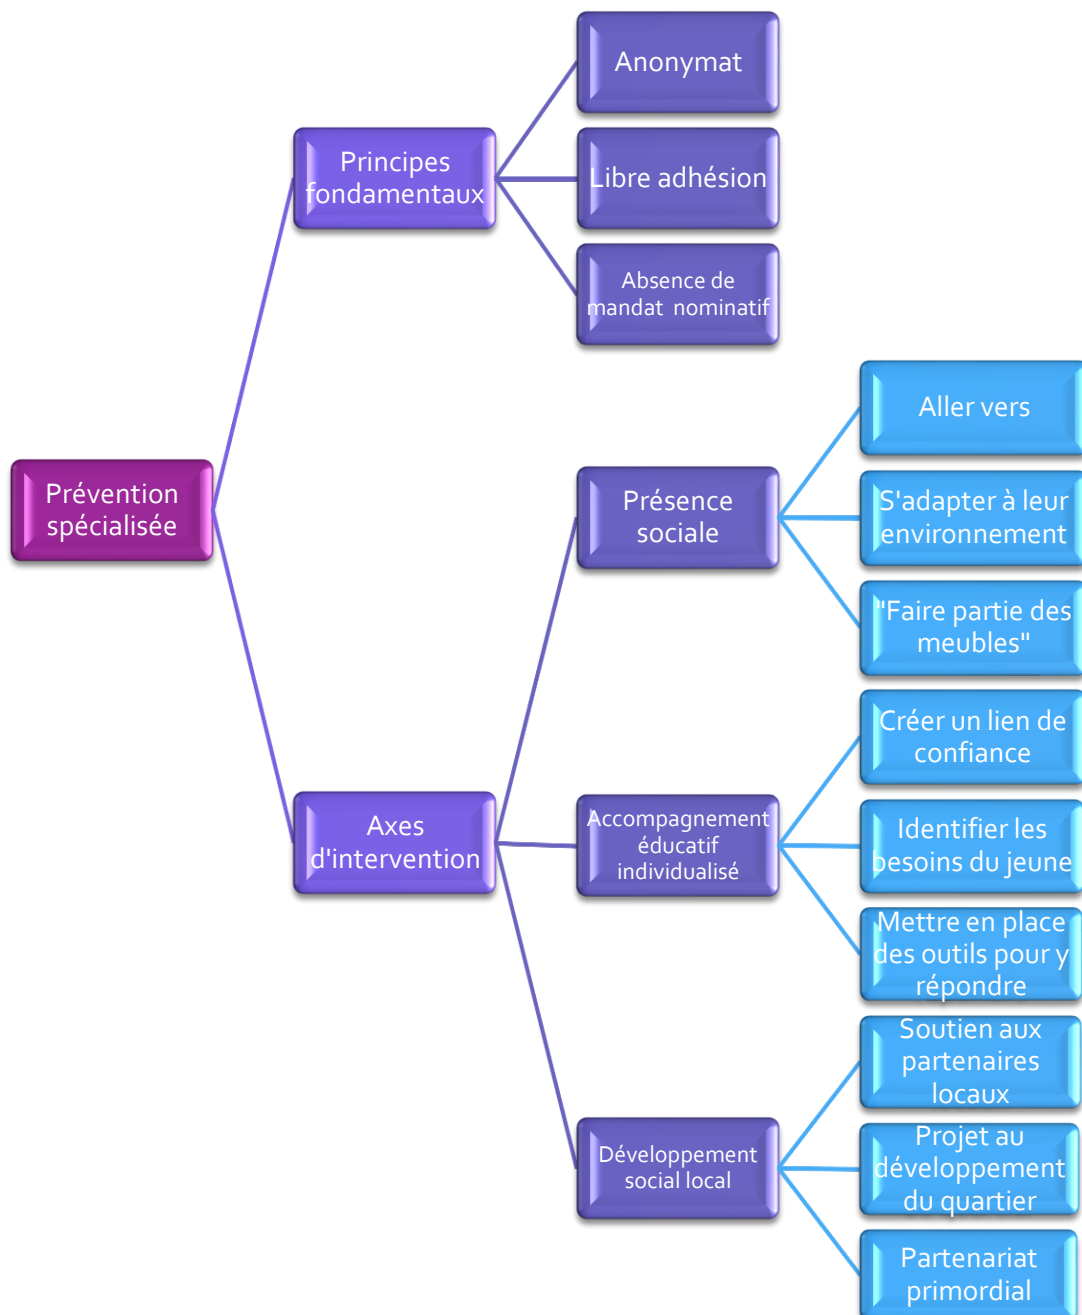 Anonymat
Principes
fondamentaux
Libre adhésion
Absence de
mandat nominatif
Prévention
spécialisée
Aller vers
Présence
sociale
S'adapter à leur
environnement
"Faire partie des
meubles"
Axes
d'intervention
Créer un lien de
confiance
Accompagnement
éducatif
individualisé
Identifier les
besoins du jeune
Mettre en place
des outils pour y
répondre
Soutien aux
partenaires
locaux
Développement
social local
Projet au
développement
du quartier
Partenariat
primordial